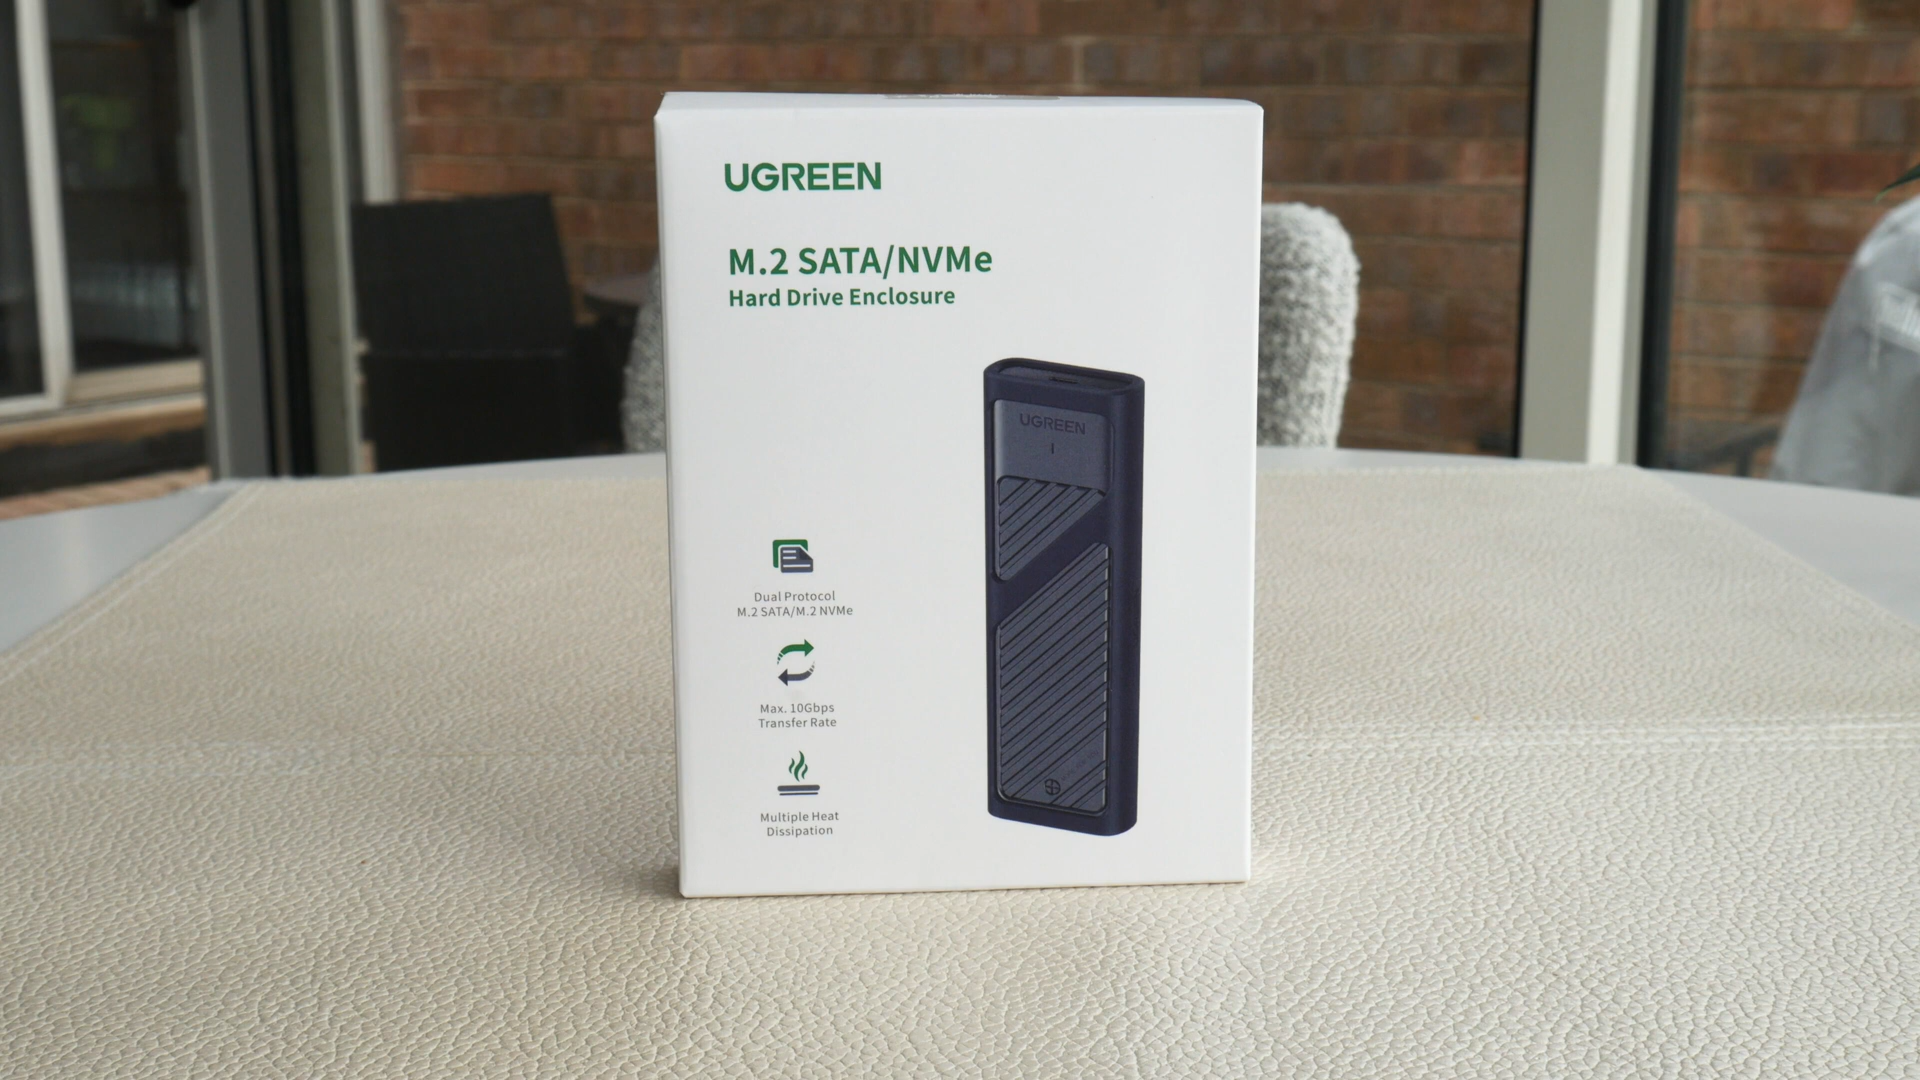 UGREEN
M.2 SATA/NVMe
Hard Drive Enclosure
UGREEN
Dual Protocol
M.2 SATA/M.2 NVMe
Max. 10Gbps
Transfer Rate
Multiple Heat
Dissipation